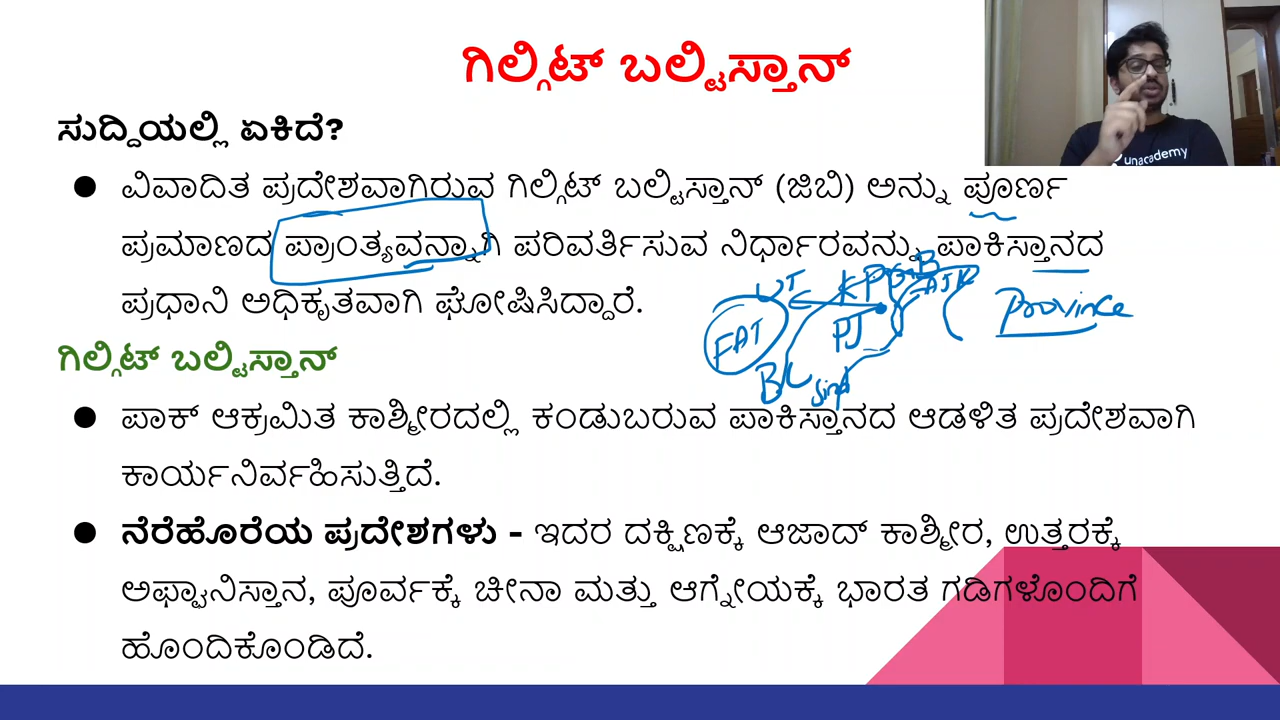 ಗಿಲ್ಗಿಟ್ ಬಲ್ಟಿಸ್ತಾನ್
ಸುದ್ದಿಯಲ್ಲಿ ಏಕಿದೆ?
● ವಿವಾದಿತ ಪ್ರದೇಶವಾಗಿರುವ ಗಿಲ್ಗಿಟ್ ಬಲ್ಟಿಸ್ತಾನ್ (ಜಿಬಿ) ಅನ್ನು ಪೂರ್ಣ
ಪ್ರಮಾಣದ ಪ್ರಾಂತ್ಯವನ್ನಾಗಿ ಪರಿವರ್ತಿಸುವ ನಿರ್ಧಾರವನ್ನು ಪಾಕಿಸ್ತಾನದ
ಪ್ರಧಾನಿ ಅಧಿಕೃತವಾಗಿ ಘೋಷಿಸಿದ್ದಾರೆ.
UT
KP
AJK
Province
FAT
PJ
Sind
ಗಿಲ್ಗಿಟ್ ಬಲ್ಟಿಸ್ತಾನ್
● ಪಾಕ್ ಆಕ್ರಮಿತ ಕಾಶ್ಮೀರದಲ್ಲಿ ಕಂಡುಬರುವ ಪಾಕಿಸ್ತಾನದ ಆಡಳಿತ ಪ್ರದೇಶವಾಗಿ
ಕಾರ್ಯನಿರ್ವಹಿಸುತ್ತಿದೆ.
● ನೆರೆಹೊರೆಯ ಪ್ರದೇಶಗಳು - ಇದರ ದಕ್ಷಿಣಕ್ಕೆ ಆಜಾದ್ ಕಾಶ್ಮೀರ, ಉತ್ತರಕ್ಕೆ
ಅಫ್ಘಾನಿಸ್ತಾನ, ಪೂರ್ವಕ್ಕೆ ಚೀನಾ ಮತ್ತು ಆಗ್ನೇಯಕ್ಕೆ ಭಾರತ ಗಡಿಗಳೊಂದಿಗೆ
ಹೊಂದಿಕೊಂಡಿದೆ.
unacademy